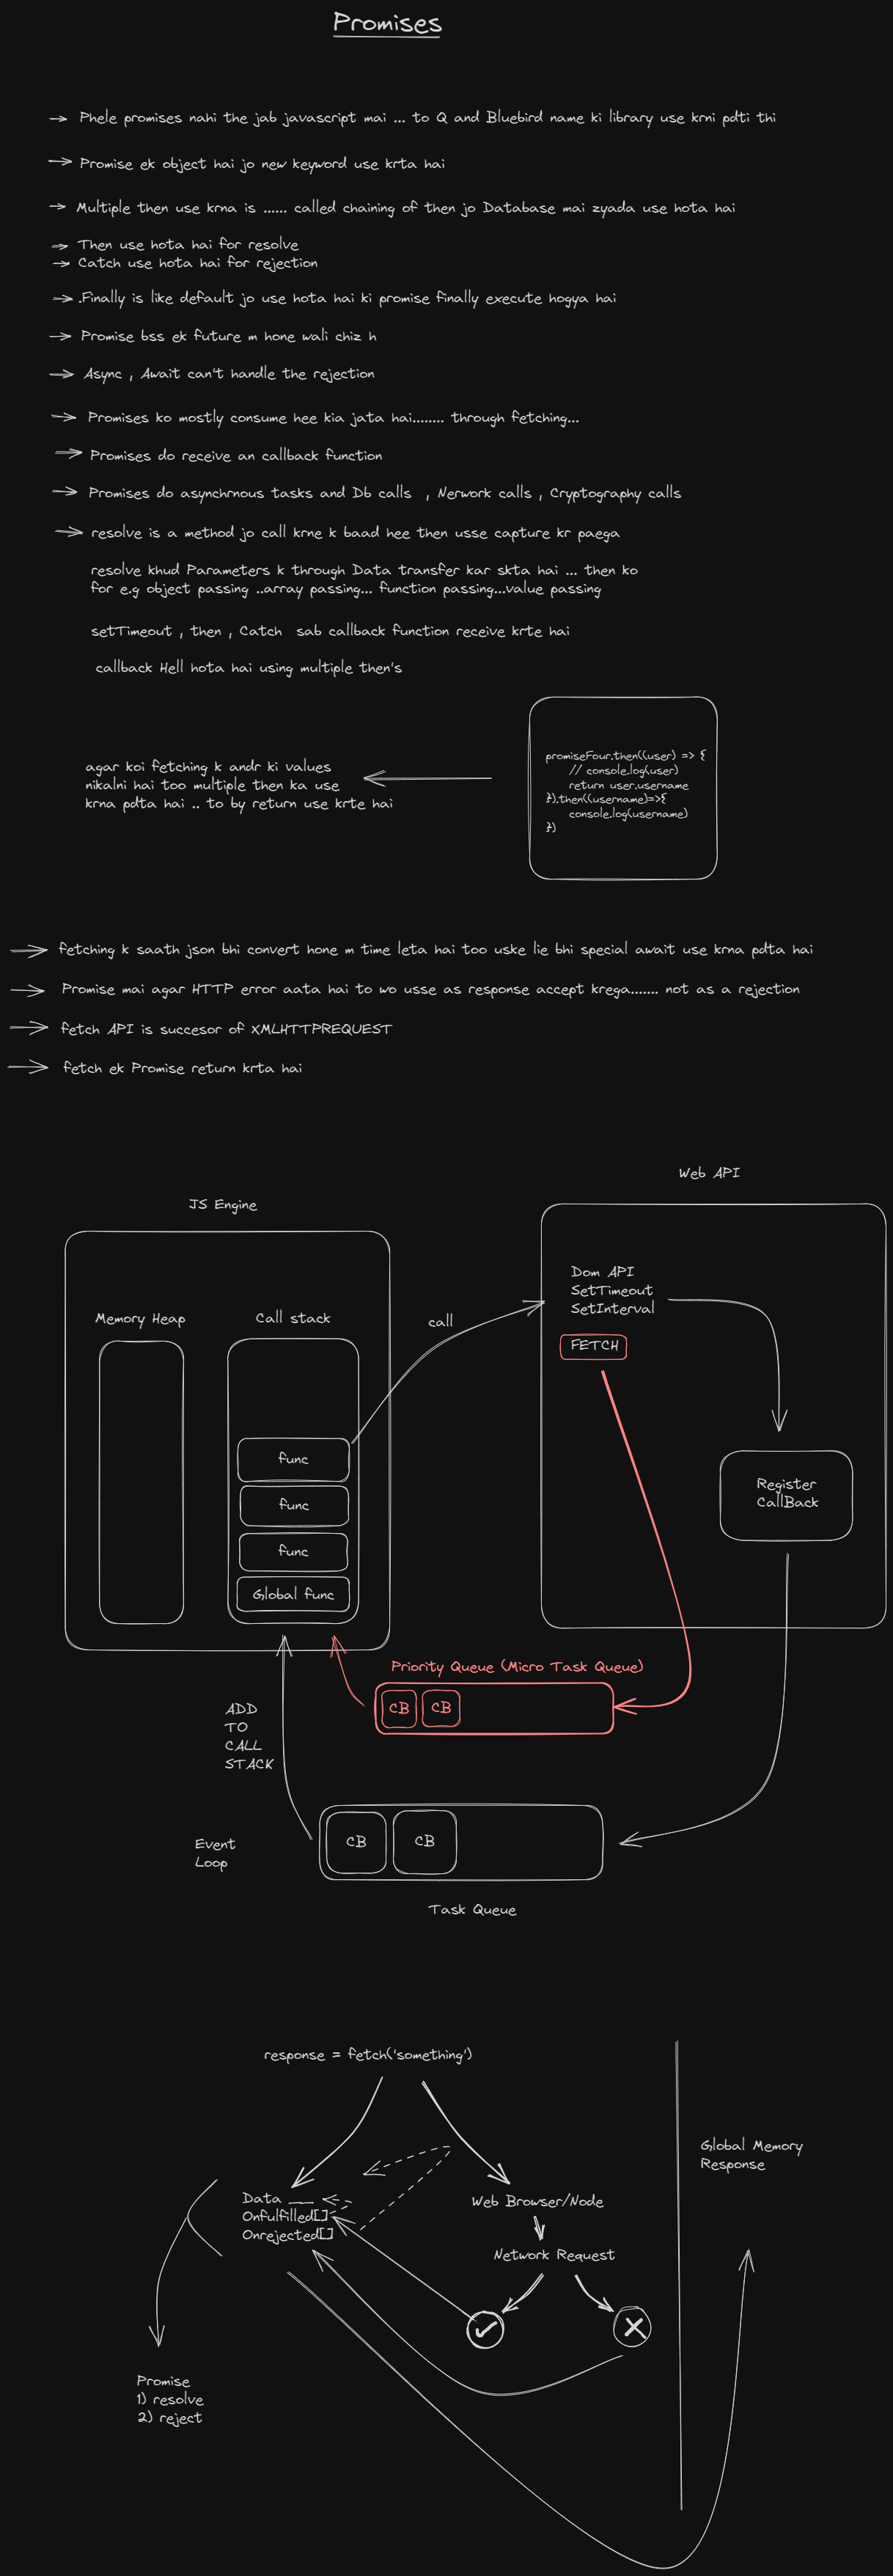 Promises
Phele promises nahi the jab javascript mai ... to Q and Bluebird name ki library use krni pdti thi
Promise ek object hai jo new keyword use krta hai
Multiple then use krna is ...... called chaining of then jo Database mai zyada use hota hai
Then use hota hai for resolve
Catch use hota hai for rejection
.Finally is like default jo use hota hai ki promise finally execute hogya hai
Promise bss ek future m hone wali chiz h
Async , Await can't handle the rejection
Promises ko mostly consume hee kia jata hai........ through fetching...
Promises do receive an callback function
Promises do asynchrnous tasks and Db calls , Nerwork calls , Cryptography calls
resolve is a method jo call krne k baad hee then usse capture kr paega
resolve khud Parameters k through Data transfer kar skta hai ... then ko
for e.g object passing ..array passing... function passing...value passing
setTimeout , then , Catch sab callback function receive krte hai
callback Hell hota hai using multiple then's
agar koi fetching k andr ki values
nikalni hai too multiple then ka use
krna pdta hai .. to by return use krte hai
promiseFour.then((user) => {
// console.log(user)
return user.username
}).then((username)=>{
console.log(username)
})
fetching k saath json bhi convert hone m time leta hai too uske lie bhi special await use krna pdta hai
Promise mai agar HTTP error aata hai to wo usse as response accept krega....... not as a rejection
fetch API is succesor of XMLHTTPREQUEST
fetch ek Promise return krta hai
Web API
JS Engine
Dom API
SetTimeout
SetInterval
FETCH
Memory Heap
Call stack
call
func
func
func
Global func
Register
CallBack
Priority Queue (Micro Task Queue)
CB
CB
ADD
TO
CALL
STACK
Event
Loop
CB
CB
Task Queue
response = fetch('something')
Global Memory
Response
Data ___
Onfulfilled[]
Onrejected[]
Web Browser/Node
Network Request
Promise
1) resolve
2) reject